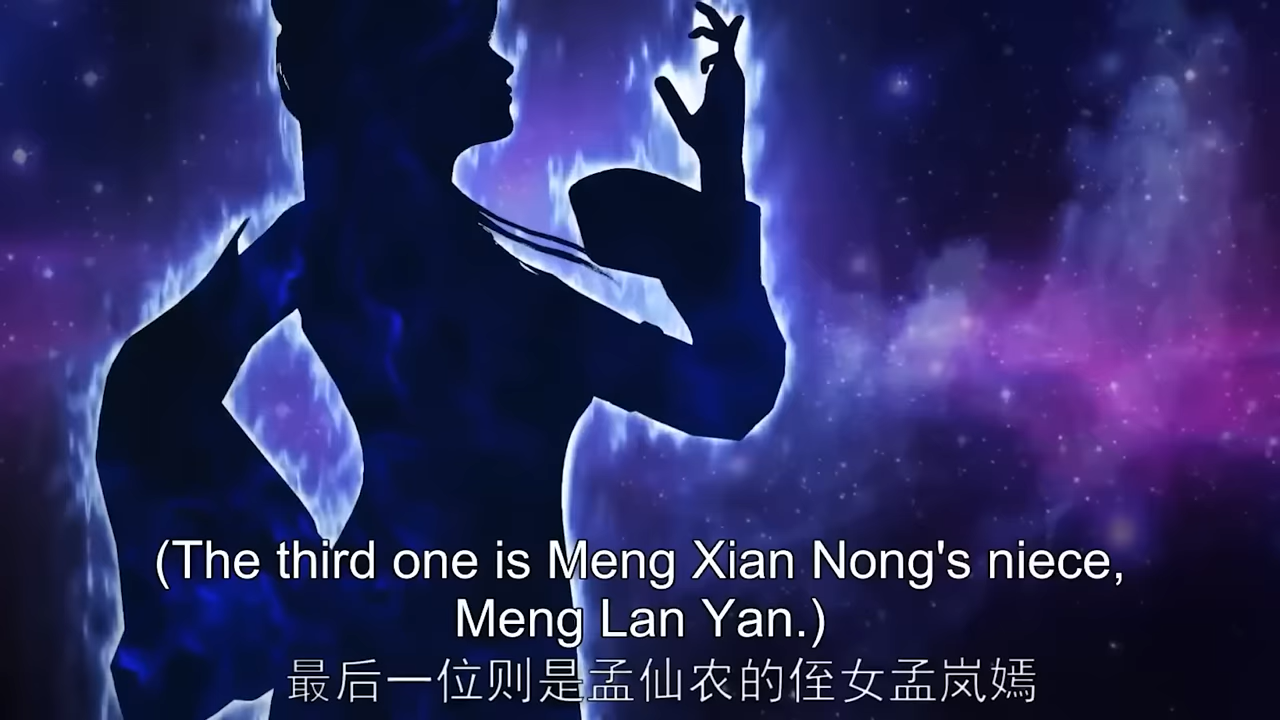 (The third one is Meng Xian Nong's niece,
Meng Lan Yan.)
最后一位则是孟仙农的侄女孟岚嫣